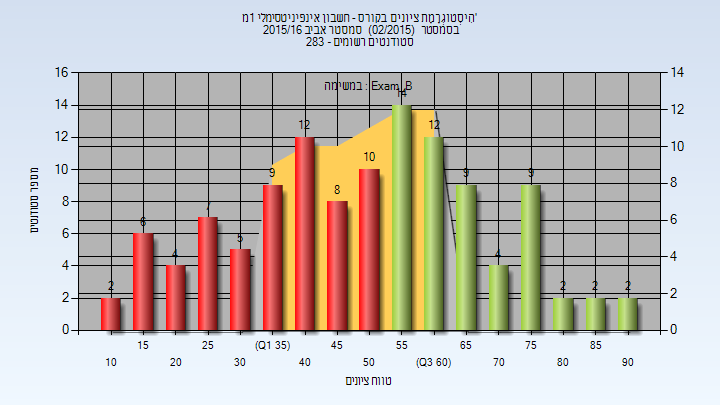 היסטוגרמת ציונים בקורס - חשבון אינפיניטסימלי 1מ'
בסמסטר (02/2015) סמסטר אביב 2015/16
סטודנטים רשומים - 283
במשימה : Exam_B
מספר סטודנטים
16 14 12 10 8 6 4 2 0
14 12 10 8 6 4 2 0
2 6 4 7 5 9 12 8 10 14 12 9 4 9 2 2 2
15 25 (Q1 35) 45 55 65 75 85
10 20 30 40 50 (Q3 60) 70 80 90
טווח ציונים